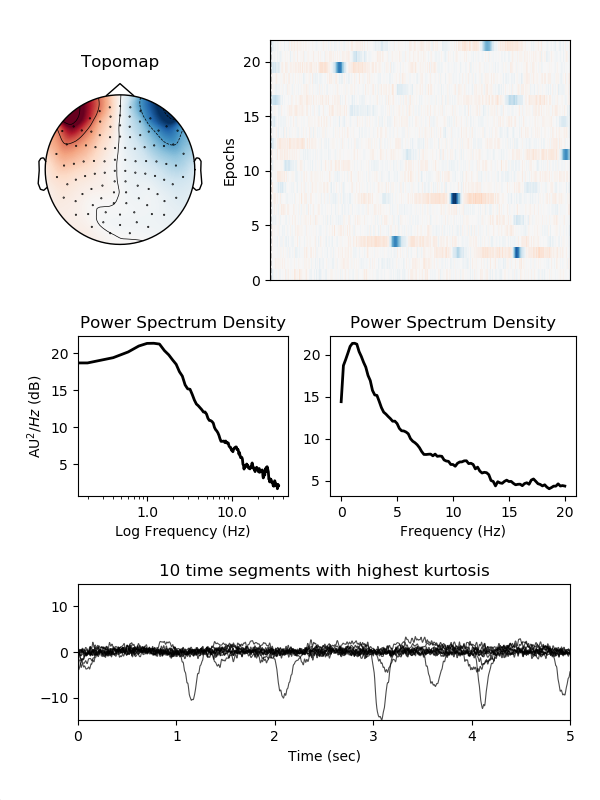 Topomap
20
15
10
5
0
Epochs
Power Spectrum Density
20
15
10
5
AU²/Hz (dB)
1.0 10.0
Log Frequency (Hz)
Power Spectrum Density
20
15
10
5
0 5 10 15 20
Frequency (Hz)
10 time segments with highest kurtosis
10
0
−10
0 1 2 3 4 5
Time (sec)